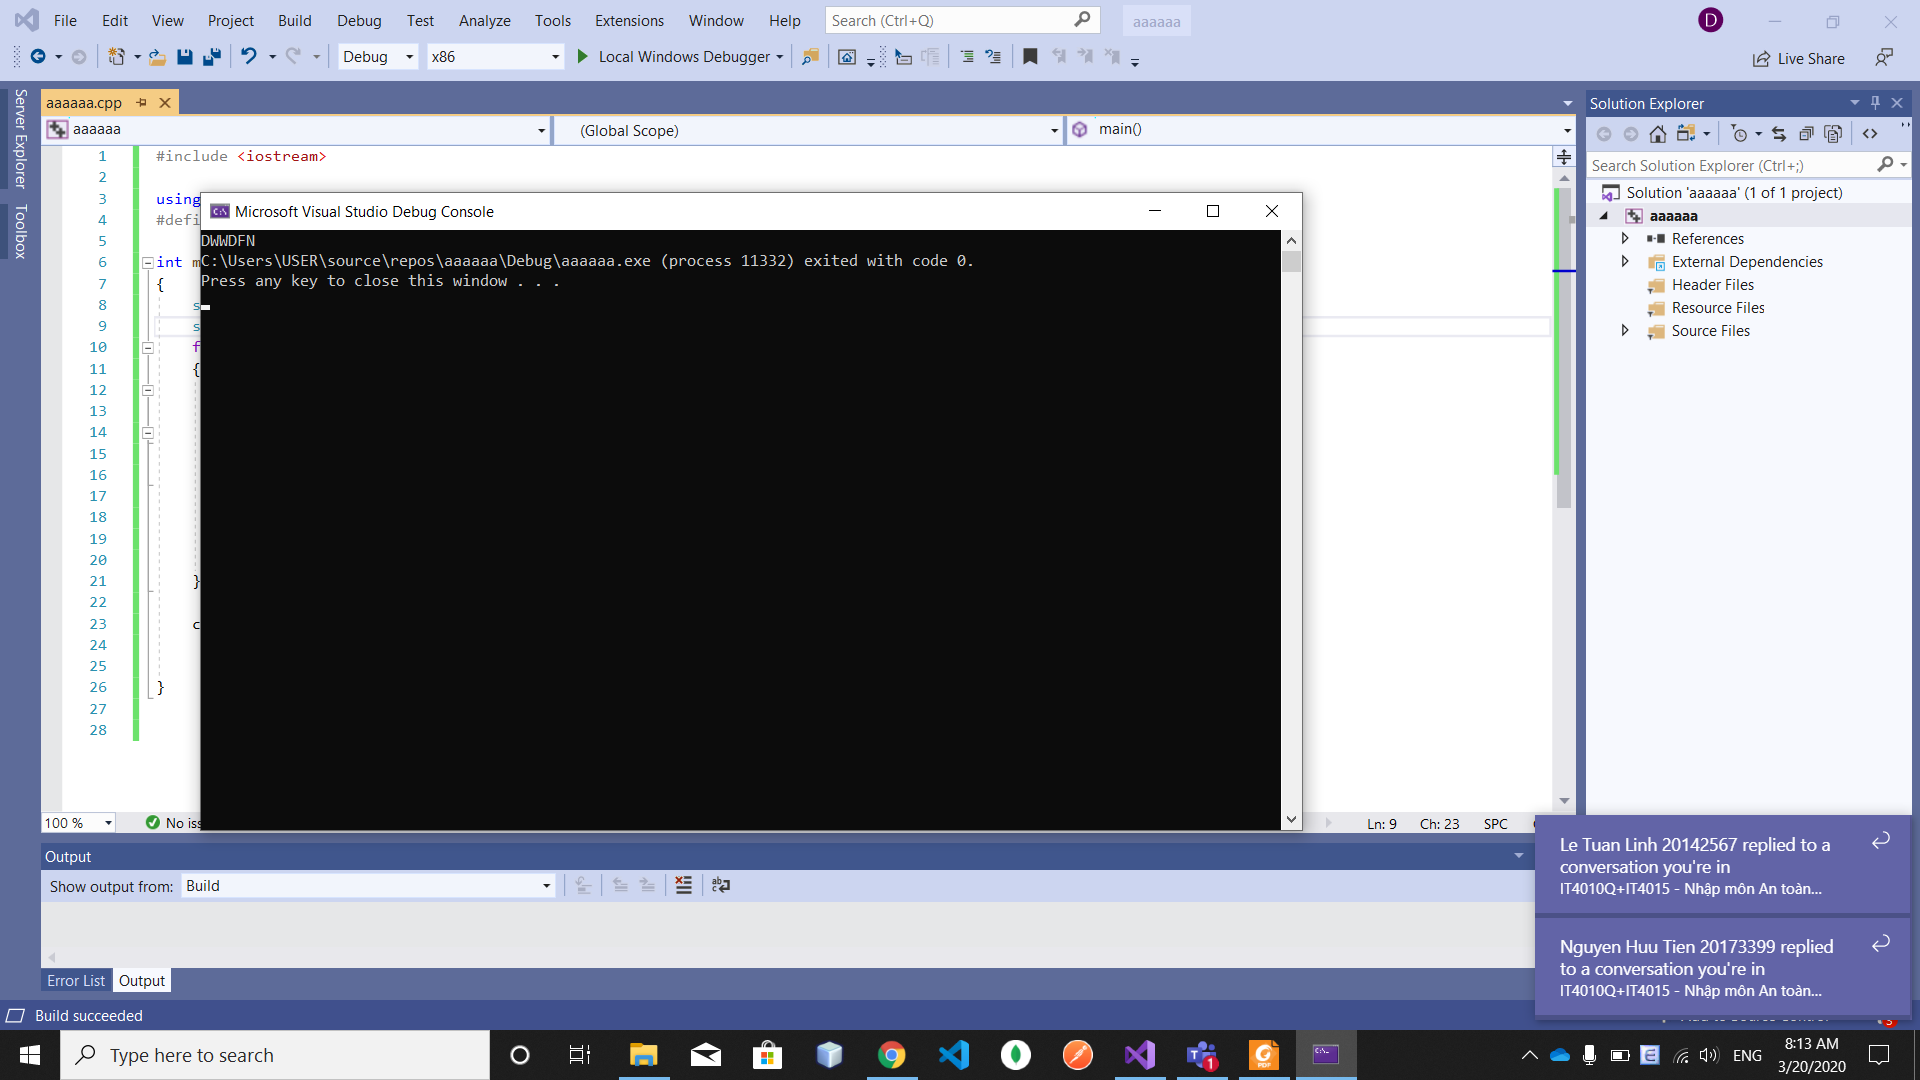 File Edit View Project Build Debug Test Analyze Tools Extensions Window Help Search (Ctrl+Q) aaaaaa D
Debug x86 Local Windows Debugger Live Share
Server Explorer
Toolbox
aaaaaa.cpp
aaaaaa (Global Scope) main()
1 #include <iostream>
2
3 using
4 #defi
5
6 int m
7 {
8 s
9 s
10 f
11 {
12
13
14
15
16
17
18
19
20
21 }
22
23 c
24
25
26 }
27
28
Microsoft Visual Studio Debug Console
DWWDFN
C:\Users\USER\source\repos\aaaaaa\Debug\aaaaaa.exe (process 11332) exited with code 0.
Press any key to close this window . . .
100 % No iss Ln: 9 Ch: 23 SPC
Solution Explorer
Search Solution Explorer (Ctrl+;)
Solution 'aaaaaa' (1 of 1 project)
aaaaaa
References
External Dependencies
Header Files
Resource Files
Source Files
Output
Show output from: Build
Error List Output
Build succeeded
Le Tuan Linh 20142567 replied to a
conversation you're in
IT4010Q+IT4015 - Nhập môn An toàn...
Nguyen Huu Tien 20173399 replied
to a conversation you're in
IT4010Q+IT4015 - Nhập môn An toàn...
Type here to search
1
PDF
ENG
8:13 AM
3/20/2020